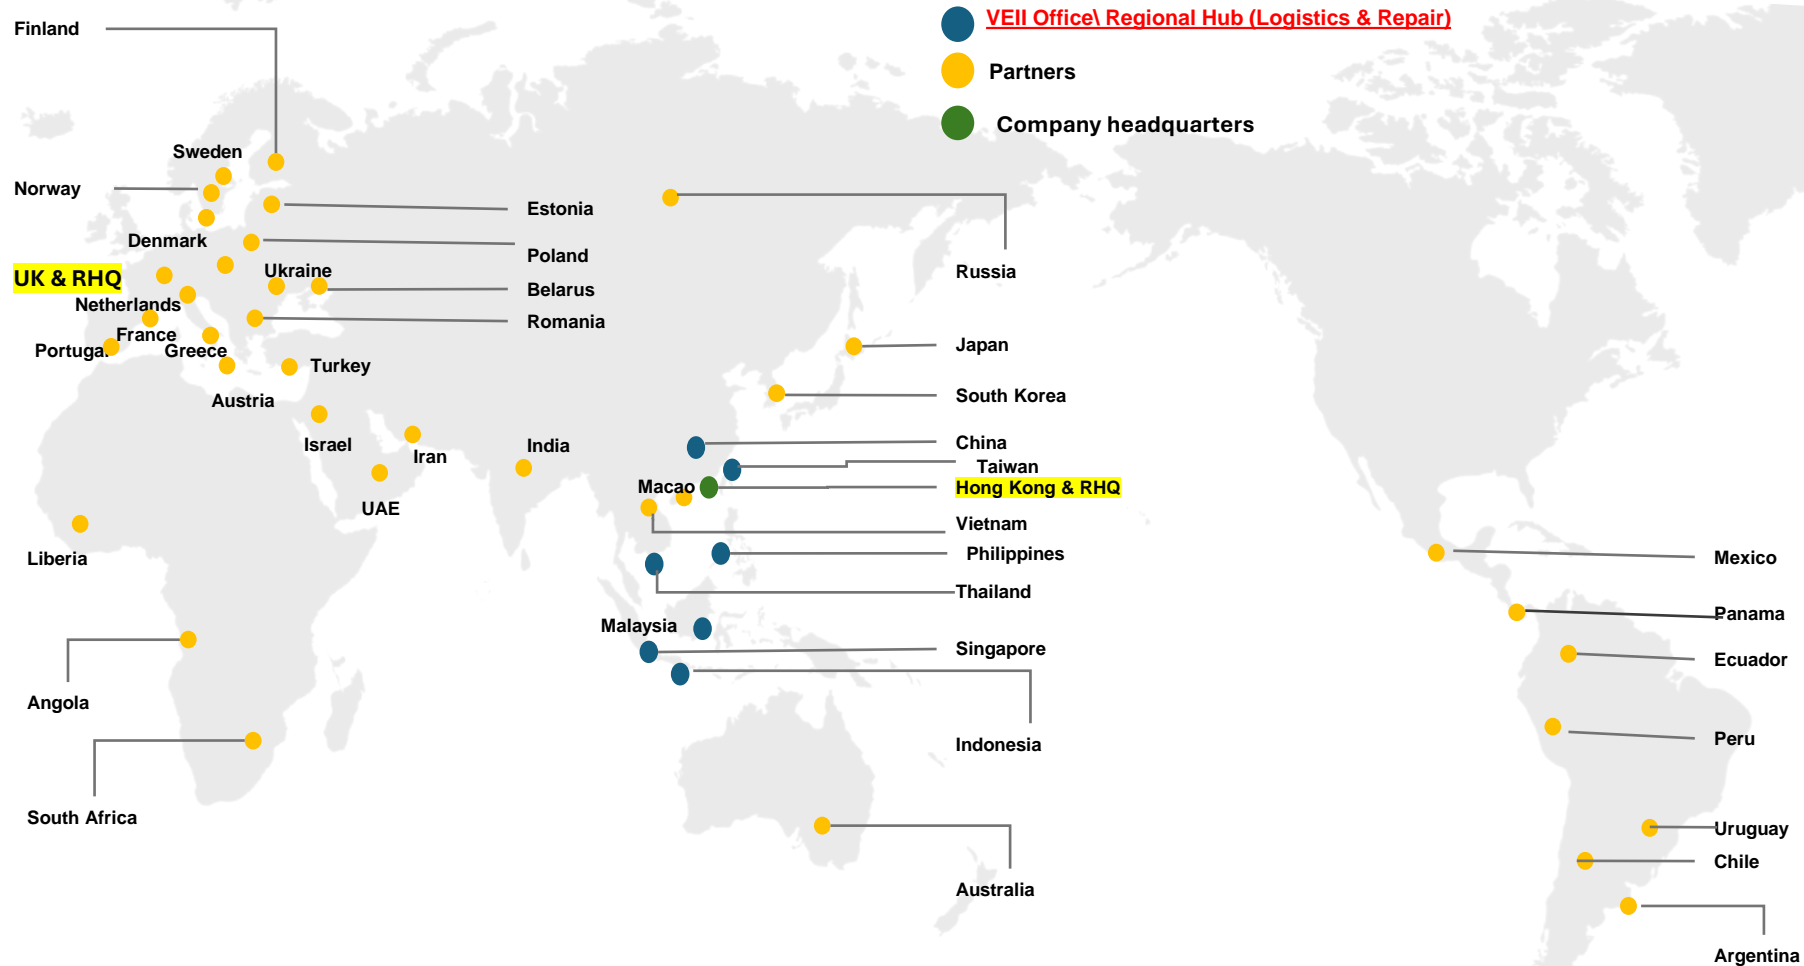 VEII Office\ Regional Hub (Logistics & Repair)
Partners
Company headquarters
Finland
Sweden
Norway
Estonia
Denmark
Poland
UK & RHQ
Ukraine
Belarus
Netherlands
Romania
France
Portugal
Greece
Turkey
Austria
Israel
Iran
UAE
India
Liberia
Angola
South Africa
Russia
Japan
South Korea
China
Taiwan
Macao
Hong Kong & RHQ
Vietnam
Philippines
Thailand
Malaysia
Singapore
Indonesia
Australia
Mexico
Panama
Ecuador
Peru
Uruguay
Chile
Argentina